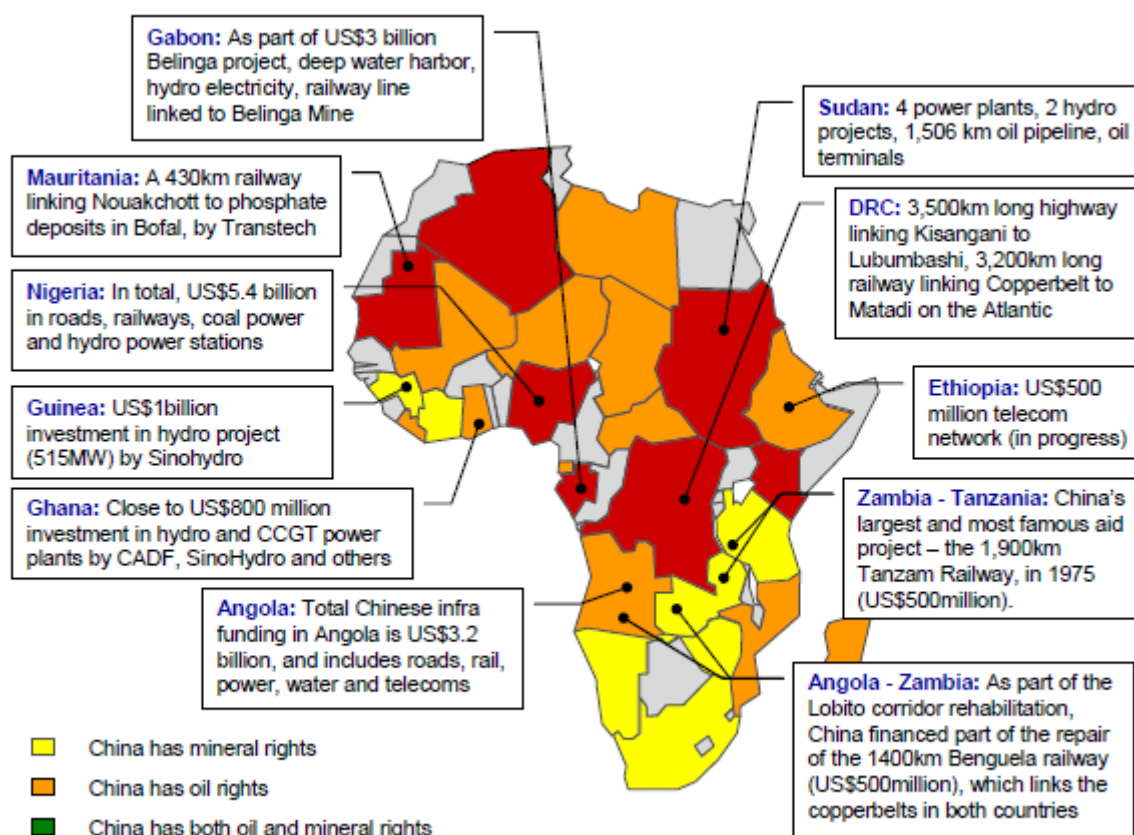 Gabon: As part of US$3 billion
Belinga project, deep water harbor,
hydro electricity, railway line
linked to Belinga Mine
Sudan: 4 power plants, 2 hydro
projects, 1,506 km oil pipeline, oil
terminals
Mauritania: A 430km railway
linking Nouakchott to phosphate
deposits in Bofal, by Transtech
DRC: 3,500km long highway
linking Kisangani to
Lubumbashi, 3,200km long
railway linking Copperbelt to
Matadi on the Atlantic
Nigeria: In total, US$5.4 billion
in roads, railways, coal power
and hydro power stations
Ethiopia: US$500
million telecom
network (in progress)
Guinea: US$1billion
investment in hydro project
(515MW) by Sinohydro
Zambia - Tanzania: China's
largest and most famous aid
project – the 1,900km
Tanzam Railway, in 1975
(US$500million).
Ghana: Close to US$800 million
investment in hydro and CCGT power
plants by CADF, SinoHydro and others
Angola: Total Chinese infra
funding in Angola is US$3.2
billion, and includes roads, rail,
power, water and telecoms
Angola - Zambia: As part of the
Lobito corridor rehabilitation,
China financed part of the repair
of the 1400km Benguela railway
(US$500million), which links the
copperbelts in both countries
China has mineral rights
China has oil rights
China has both oil and mineral rights